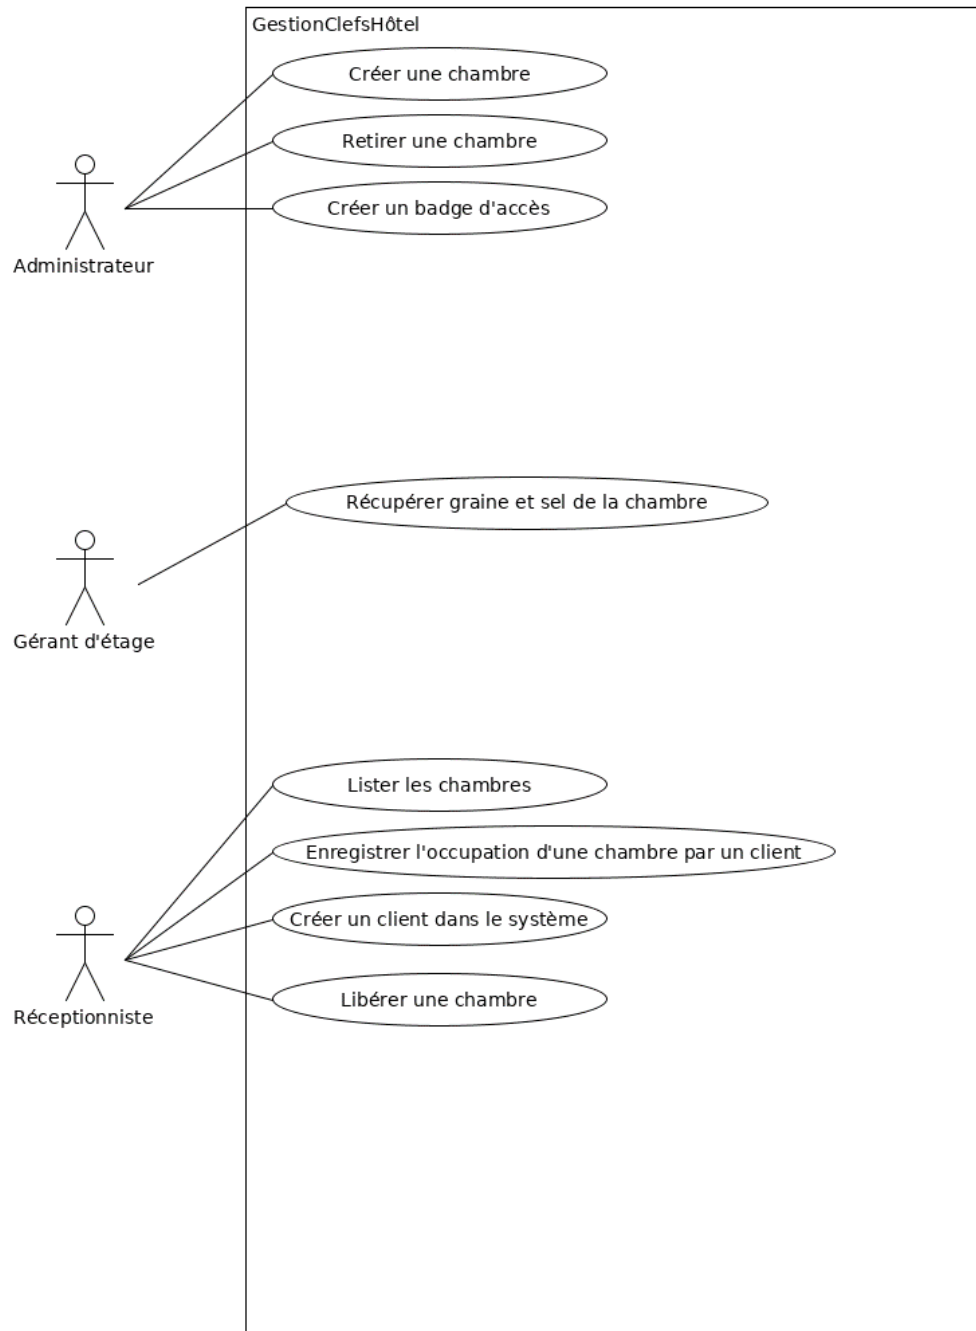 GestionClefsHôtel
Créer une chambre
Retirer une chambre
Créer un badge d'accès
Administrateur
Récupérer graine et sel de la chambre
Gérant d'étage
Lister les chambres
Enregistrer l'occupation d'une chambre par un client
Créer un client dans le système
Libérer une chambre
Réceptionniste